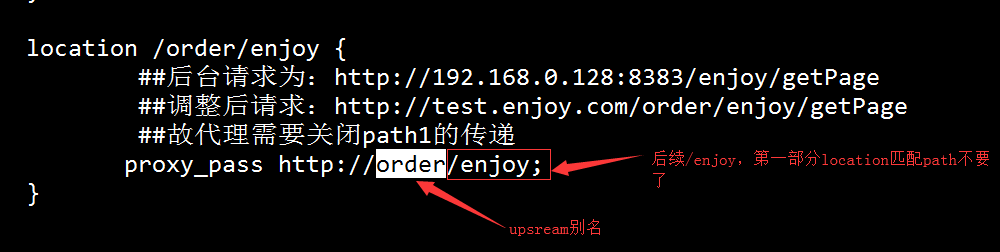 location /order/enjoy {
##后台请求为：http://192.168.0.128:8383/enjoy/getPage
##调整后请求：http://test.enjoy.com/order/enjoy/getPage
##故代理需要关闭path1的传递
proxy_pass http://order/enjoy;
后续/enjoy，第一部分location匹配path不要
了
}
upsream别名